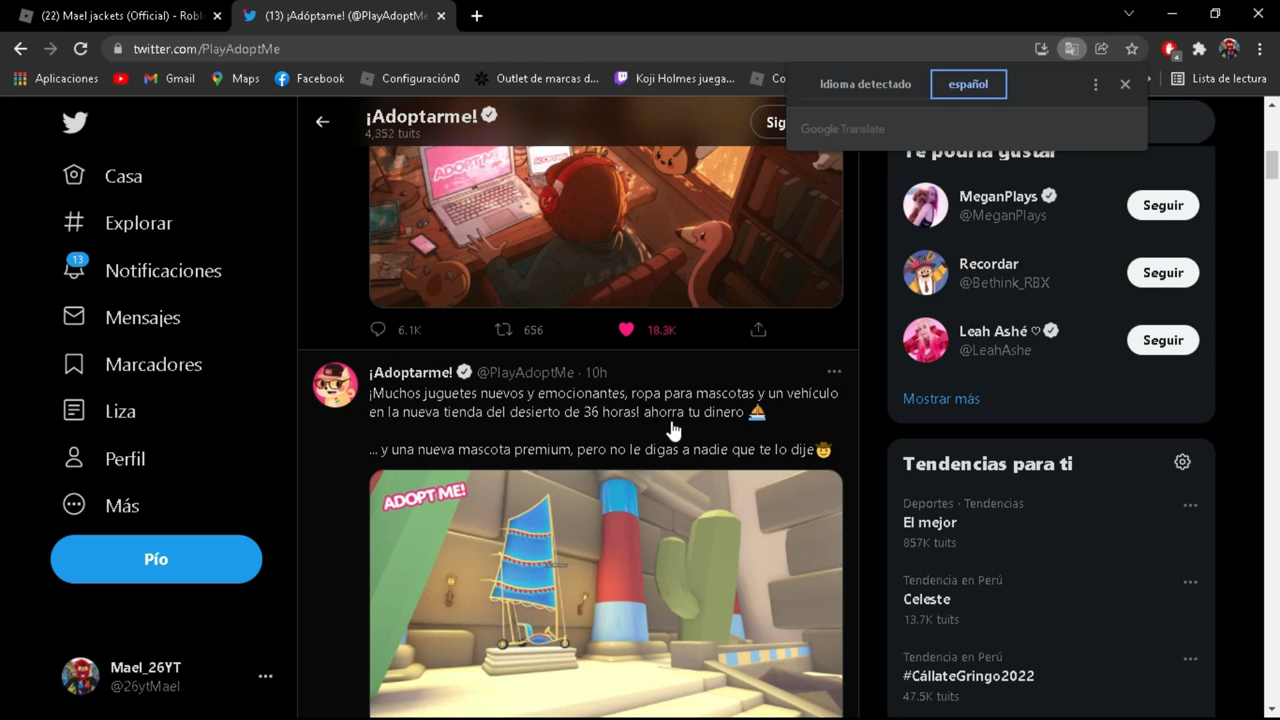 (22) Mael jackets (Official) - Robl
(13) ¡Adóptame! (@PlayAdoptMe
twitter.com/PlayAdoptMe
4
Aplicaciones
Gmail
Maps
Facebook
Configuración0
Outlet de marcas d...
Koji Holmes juega...
Co
Lista de lectura
Idioma detectado
español
Google Translate
¡Adoptarme!
4,352 tuits
Sig
Casa
Explorar
13
Notificaciones
Mensajes
Marcadores
Liza
Perfil
Más
Pío
Mael_26YT
@26ytMael
ADOPT ME!
6.1K
656
18.3K
¡Adoptarme! @PlayAdoptMe · 10h
¡Muchos juguetes nuevos y emocionantes, ropa para mascotas y un vehículo
en la nueva tienda del desierto de 36 horas! ahorra tu dinero ⛵
... y una nueva mascota premium, pero no le digas a nadie que te lo dije🤠
ADOPT ME!
Te podría gustar
MeganPlays
@MeganPlays
Seguir
Recordar
@Bethink_RBX
Seguir
Leah Ashé ♡
@LeahAshe
Seguir
Mostrar más
Tendencias para ti
Deportes · Tendencias
El mejor
857K tuits
Tendencia en Perú
Celeste
13.7K tuits
Tendencia en Perú
#CállateGringo2022
47.5K tuits